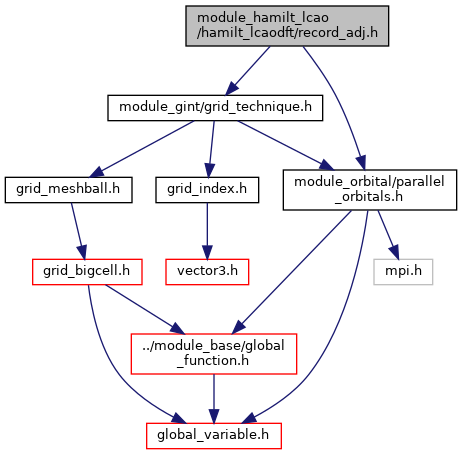 module_hamilt_lcao
/hamilt_lcaodft/record_adj.h
module_gint/grid_technique.h
grid_meshball.h
grid_index.h
module_orbital/parallel
_orbitals.h
grid_bigcell.h
vector3.h
mpi.h
../module_base/global
_function.h
global_variable.h